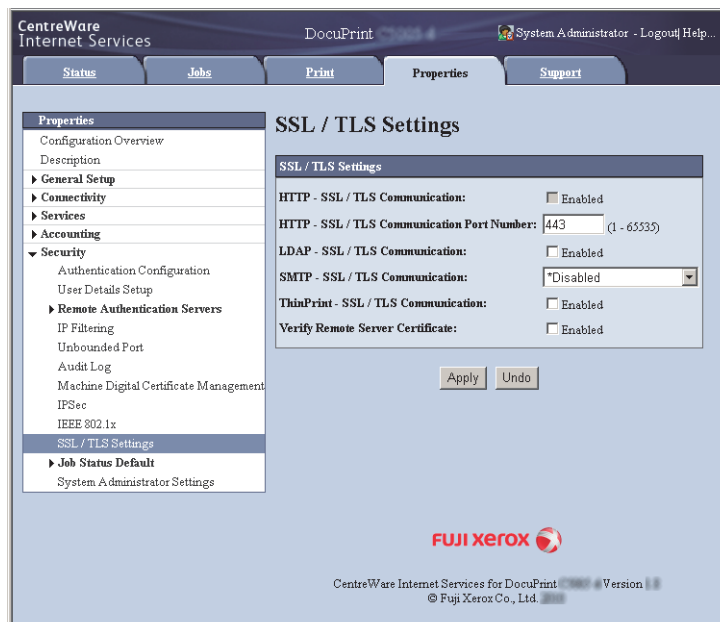 CentreWare
Internet Services
DocuPrint
System Administrator - Logout| Help...
Status
Jobs
Print
Properties
Support
Properties
Configuration Overview
Description
General Setup
Connectivity
Services
Accounting
Security
Authentication Configuration
User Details Setup
Remote Authentication Servers
IP Filtering
Unbounded Port
Audit Log
Machine Digital Certificate Management
IPSec
IEEE 802.1x
SSL / TLS Settings
Job Status Default
System Administrator Settings
SSL / TLS Settings
SSL / TLS Settings
HTTP - SSL / TLS Communication: Enabled
HTTP - SSL / TLS Communication Port Number: 443 (1 - 65535)
LDAP - SSL / TLS Communication: Enabled
SMTP - SSL / TLS Communication: *Disabled
ThinPrint - SSL / TLS Communication: Enabled
Verify Remote Server Certificate: Enabled
Apply Undo
FUJI xerox
CentreWare Internet Services for DocuPrint Version
© Fuji Xerox Co., Ltd.